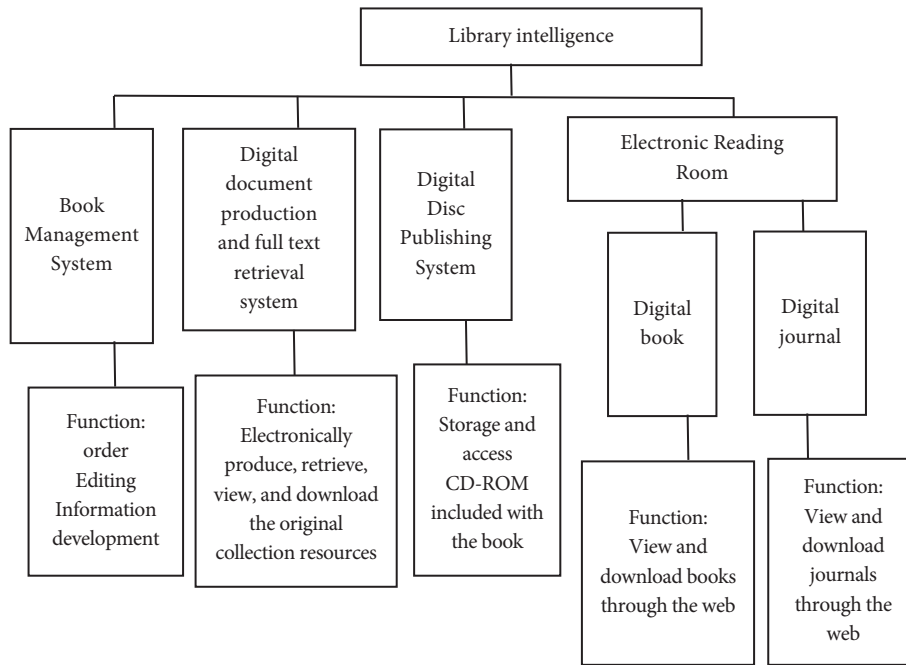 Library intelligence
Book
Management
System
Digital
document
production
and full text
retrieval
system
Digital
Disc
Publishing
System
Electronic Reading
Room
Digital
book
Digital
journal
Function:
order
Editing
Information
development
Function:
Electronically
produce, retrieve,
view, and download
the original
collection resources
Function:
Storage and
access
CD-ROM
included with
the book
Function:
View and
download books
through the web
Function:
View and
download
journals
through the
web